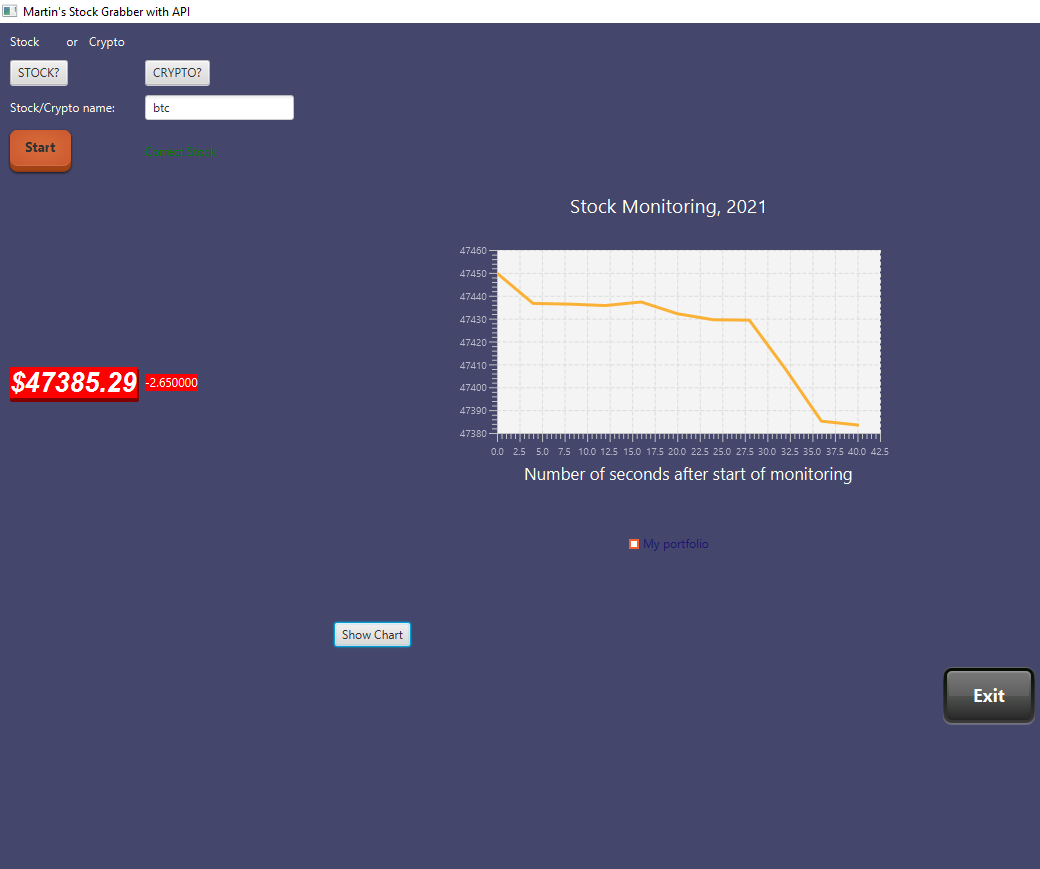 Martin's Stock Grabber with API
Stock or Crypto
STOCK? CRYPTO?
Stock/Crypto name: btc
Start
Stock Monitoring, 2021
47460
47450
47440
47430
47420
47410
47400
47390
47380
0.0 2.5 5.0 7.5 10.0 12.5 15.0 17.5 20.0 22.5 25.0 27.5 30.0 32.5 35.0 37.5 40.0 42.5
Number of seconds after start of monitoring
$47385.29 -2.650000
My portfolio
Show Chart
Exit